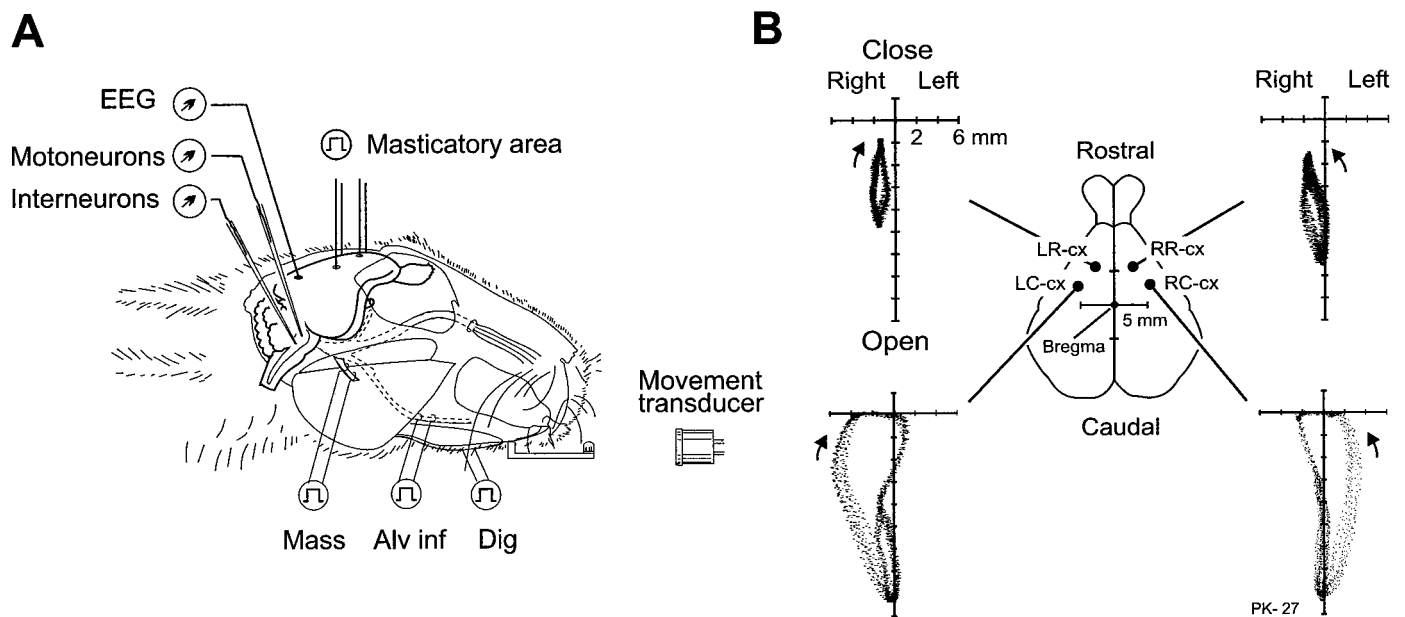 A
EEG
Motoneurons
Interneurons
Masticatory area
Mass
Alv inf
Dig
Movement
transducer
B
Close
Right Left
2 6 mm
Open
Rostral
LR-cx RR-cx
LC-cx RC-cx
5 mm
Bregma
Caudal
Right Left
PK- 27